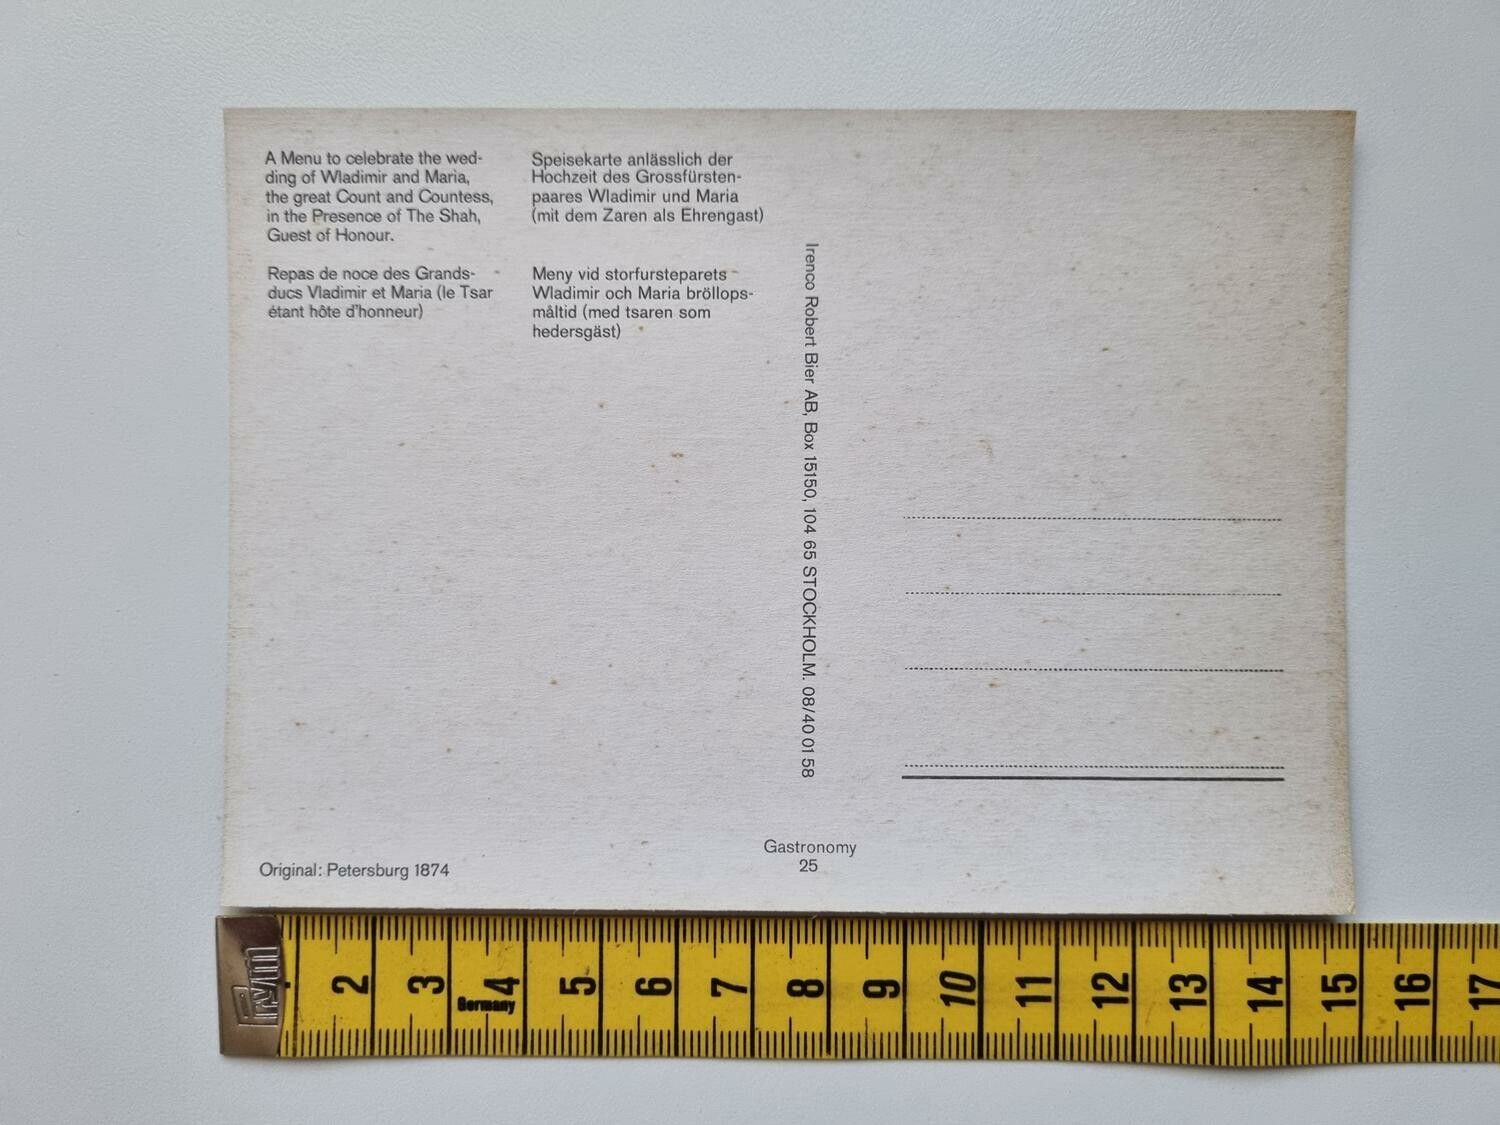 A Menu to celebrate the wed-
ding of Wladimir and Maria,
the great Count and Countess,
in the Presence of The Shah,
Guest of Honour.
Repas de noce des Grands-
ducs Vladimir et Maria (le Tsar
étant hôte d'honneur)
Speisekarte anlässlich der
Hochzeit des Grossfürsten-
paares Wladimir und Maria
(mit dem Zaren als Ehrengast)
Meny vid storfursteparets
Wladimir och Maria bröllops-
måltid (med tsaren som
hedersgäst)
Irenco Robert Bier AB, Box 15150, 104 65 STOCKHOLM. 08/40 01 58
Gastronomy
25
Original: Petersburg 1874
Prym
2 3 4 5 6 7 8 9 10 11 12 13 14 15 16 17
Germany